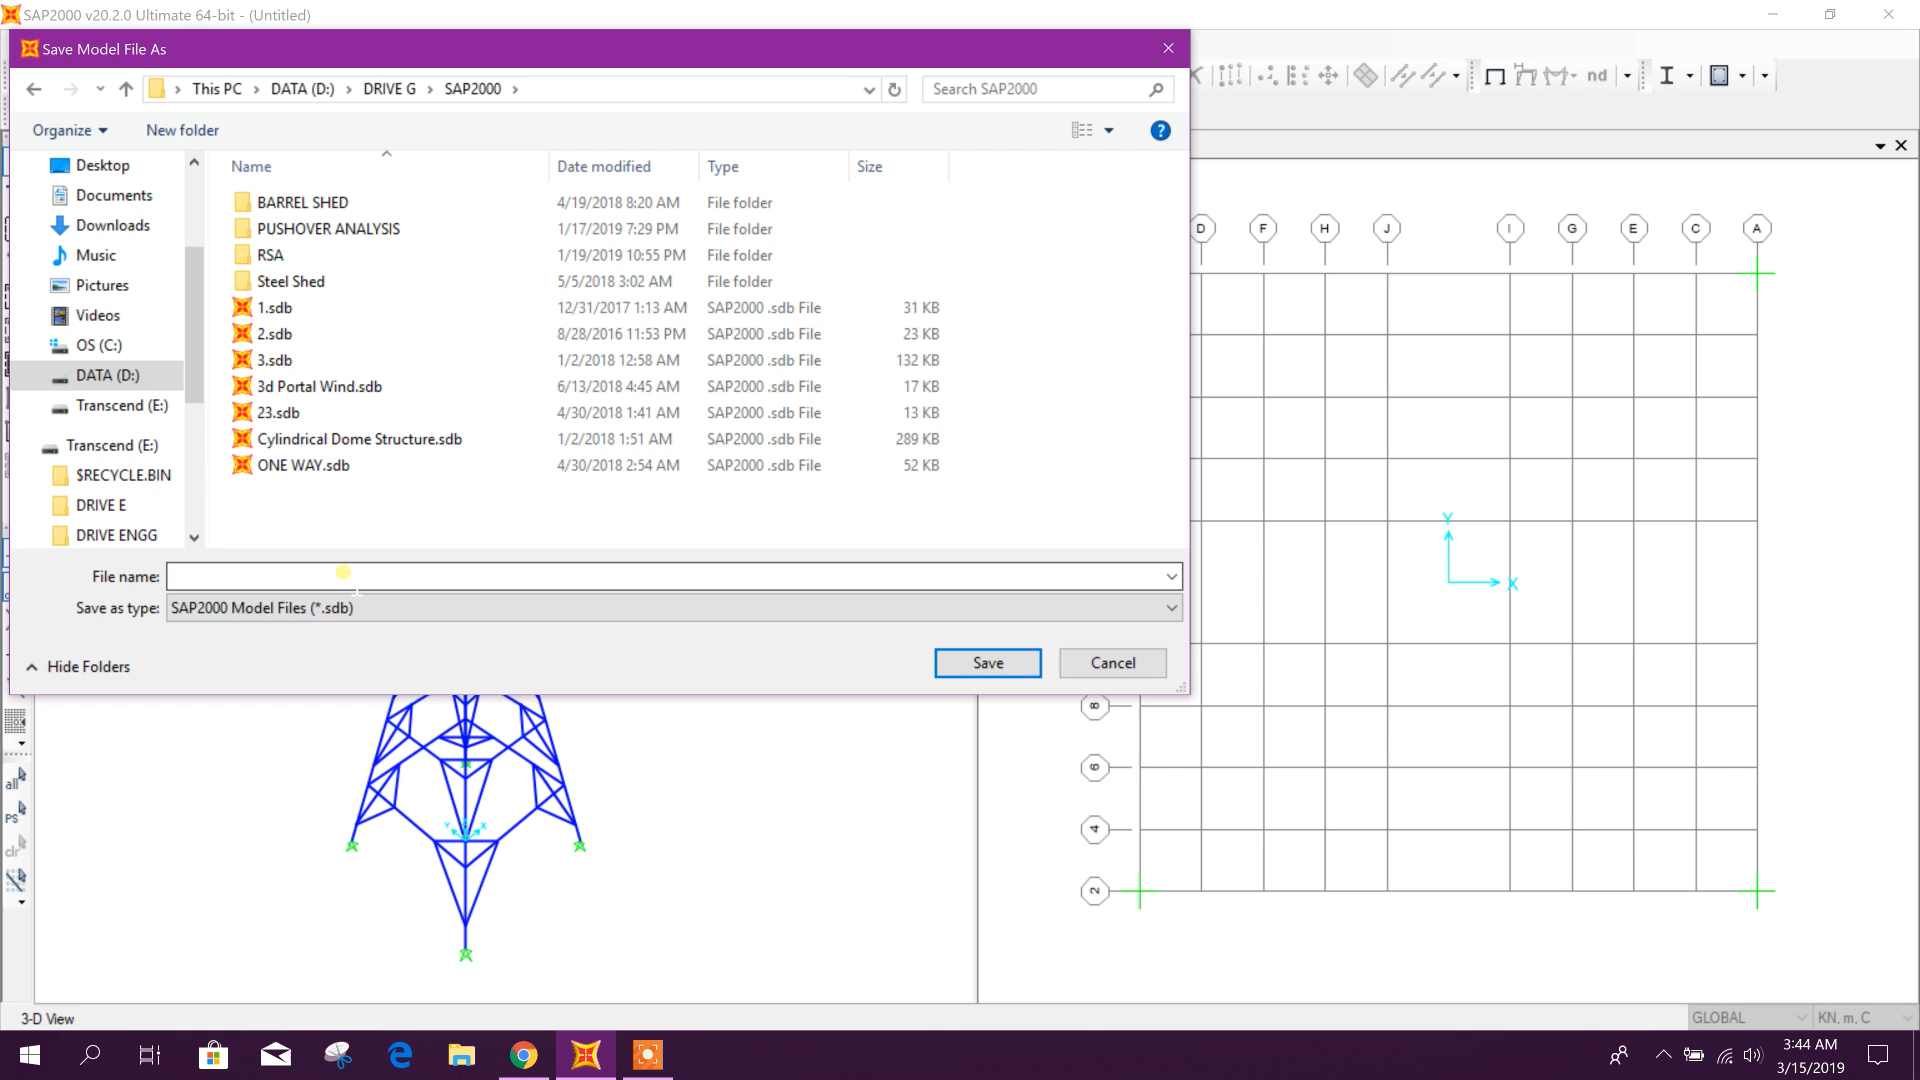 SAP2000 v20.2.0 Ultimate 64-bit - (Untitled)
Save Model File As
This PC > DATA (D:) > DRIVE G > SAP2000 >
Search SAP2000
Organize
New folder
Name
Date modified
Type
Size
Desktop
Documents
Downloads
Music
Pictures
Videos
OS (C:)
DATA (D:)
Transcend (E:)
Transcend (E:)
$RECYCLE.BIN
DRIVE E
DRIVE ENGG
BARREL SHED 4/19/2018 8:20 AM File folder
PUSHOVER ANALYSIS 1/17/2019 7:29 PM File folder
RSA 1/19/2019 10:55 PM File folder
Steel Shed 5/5/2018 3:02 AM File folder
1.sdb 12/31/2017 1:13 AM SAP2000 .sdb File 31 KB
2.sdb 8/28/2016 11:53 PM SAP2000 .sdb File 23 KB
3.sdb 1/2/2018 12:58 AM SAP2000 .sdb File 132 KB
3d Portal Wind.sdb 6/13/2018 4:45 AM SAP2000 .sdb File 17 KB
23.sdb 4/30/2018 1:41 AM SAP2000 .sdb File 13 KB
Cylindrical Dome Structure.sdb 1/2/2018 1:51 AM SAP2000 .sdb File 289 KB
ONE WAY.sdb 4/30/2018 2:54 AM SAP2000 .sdb File 52 KB
File name:
Save as type: SAP2000 Model Files (*.sdb)
Hide Folders
Save
Cancel
nd
D F H J I G E C A
Y
X
8
6
4
2
all
PS
clr
Y X
3-D View
GLOBAL
KN, m, C
3:44 AM
3/15/2019